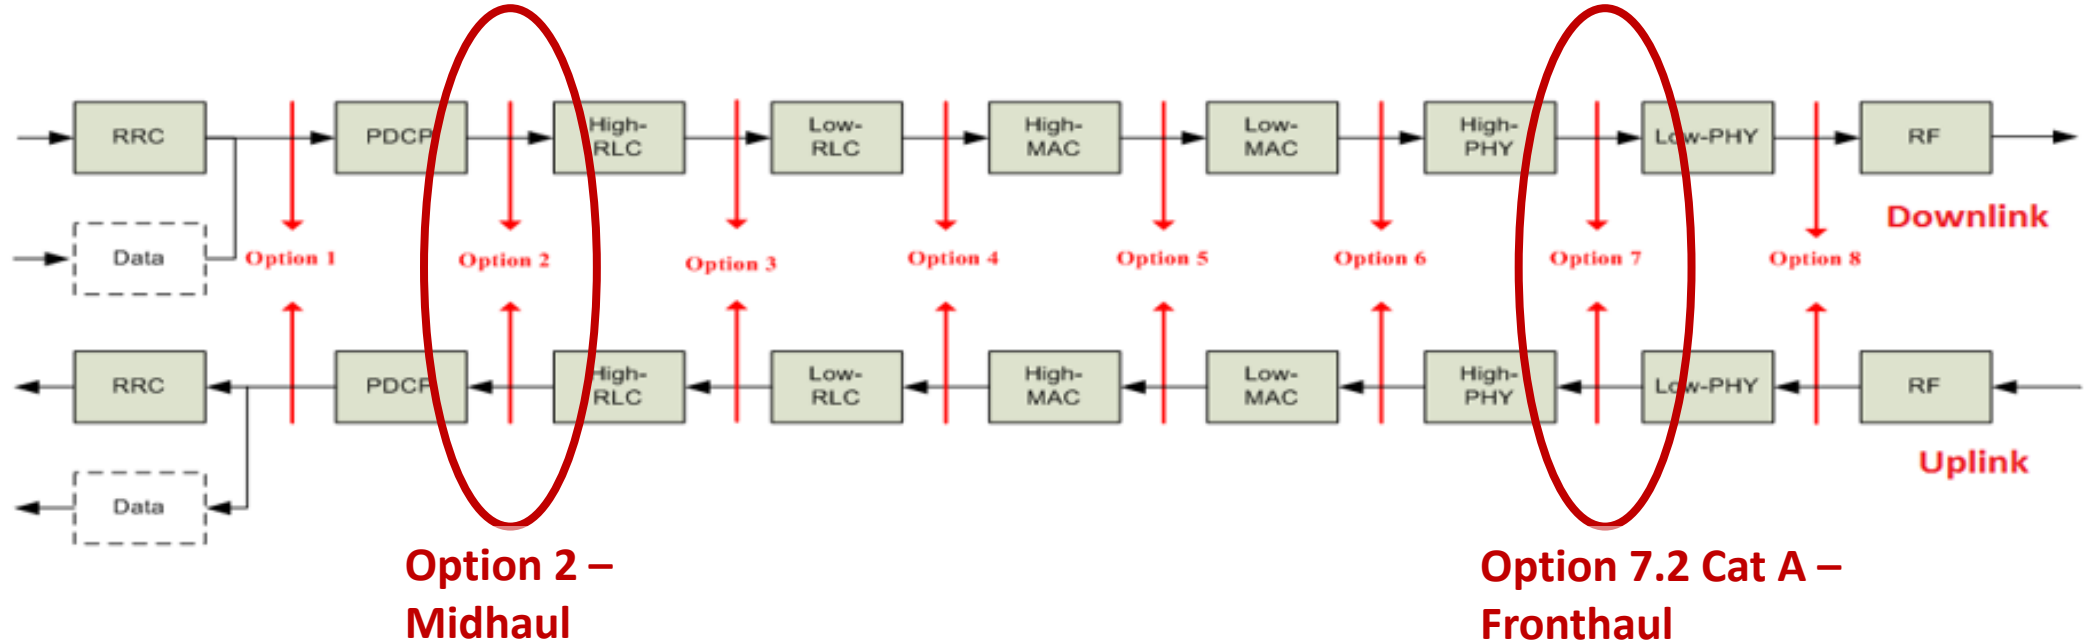 RRC
PDCP
High-
RLC
Low-
RLC
High-
MAC
Low-
MAC
High-
PHY
Low-PHY
RF
Downlink
Data
Option 1
Option 2
Option 3
Option 4
Option 5
Option 6
Option 7
Option 8
RRC
PDCP
High-
RLC
Low-
RLC
High-
MAC
Low-
MAC
High-
PHY
Low-PHY
RF
Uplink
Data
Option 2 –
Midhaul
Option 7.2 Cat A –
Fronthaul